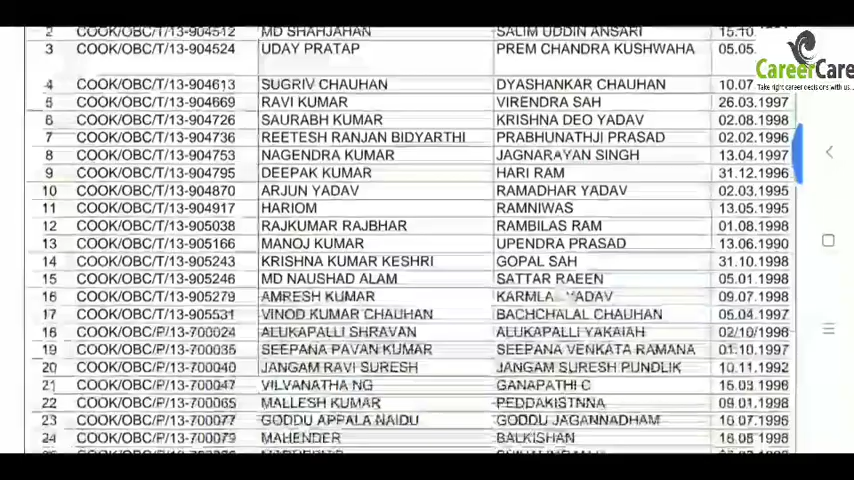 2 COOK/OBC/T/13-904512 MD SHAHJAHAN SALIM UDDIN ANSARI 15.10.
3 COOK/OBC/T/13-904524 UDAY PRATAP PREM CHANDRA KUSHWAHA 05.05.
4 COOK/OBC/T/13-904613 SUGRIV CHAUHAN DYASHANKAR CHAUHAN 10.07
5 COOK/OBC/T/13-904669 RAVI KUMAR VIRENDRA SAH 26.03.1997
6 COOK/OBC/T/13-904726 SAURABH KUMAR KRISHNA DEO YADAV 02.08.1998
7 COOK/OBC/T/13-904736 REETESH RANJAN BIDYARTHI PRABHUNATHJI PRASAD 02.02.1996
8 COOK/OBC/T/13-904753 NAGENDRA KUMAR JAGNARAYAN SINGH 13.04.1997
9 COOK/OBC/T/13-904795 DEEPAK KUMAR HARI RAM 31.12.1996
10 COOK/OBC/T/13-904870 ARJUN YADAV RAMADHAR YADAV 02.03.1995
11 COOK/OBC/T/13-904917 HARIOM RAMNIWAS 13.05.1995
12 COOK/OBC/T/13-905038 RAJKUMAR RAJBHAR RAMBILAS RAM 01.08.1998
13 COOK/OBC/T/13-905166 MANOJ KUMAR UPENDRA PRASAD 13.06.1990
14 COOK/OBC/T/13-905243 KRISHNA KUMAR KESHRI GOPAL SAH 31.10.1998
15 COOK/OBC/T/13-905246 MD NAUSHAD ALAM SATTAR RAEEN 05.01.1998
16 COOK/OBC/T/13-905279 AMRESH KUMAR YADAV 09.07.1998
17 COOK/OBC/T/13-905531 VINOD KUMAR CHAUHAN BACHCHALAL CHAUHAN 05.04.1997
18 COOK/OBC/P/13-700024 ALUKAPALLI SHRAVAN ALUKAPALLI YAKAIAH
19 COOK/OBC/P/13-700035 SEEPANA PAVAN KUMAR SEEPANA VENKATA RAMANA 01.10.1997
20 COOK/OBC/P/13-700040 JANGAM RAVI SURESH JANGAM SURESH PUNDLIK 10.11.1992
21 COOK/OBC/P/13-700047 VILVANATHA NG GANAPATHI C
22 COOK/OBC/P/13-700065 MALLESH KUMAR PEDDAKISTNNA 09.01.1998
23 COOK/OBC/P/13-700077 GODDU APPALA NAIDU GODDU JAGANNADHAM
24 COOK/OBC/P/13-700079 MAHENDER BALKISHAN
CareerCare
Take right career decisions with us...